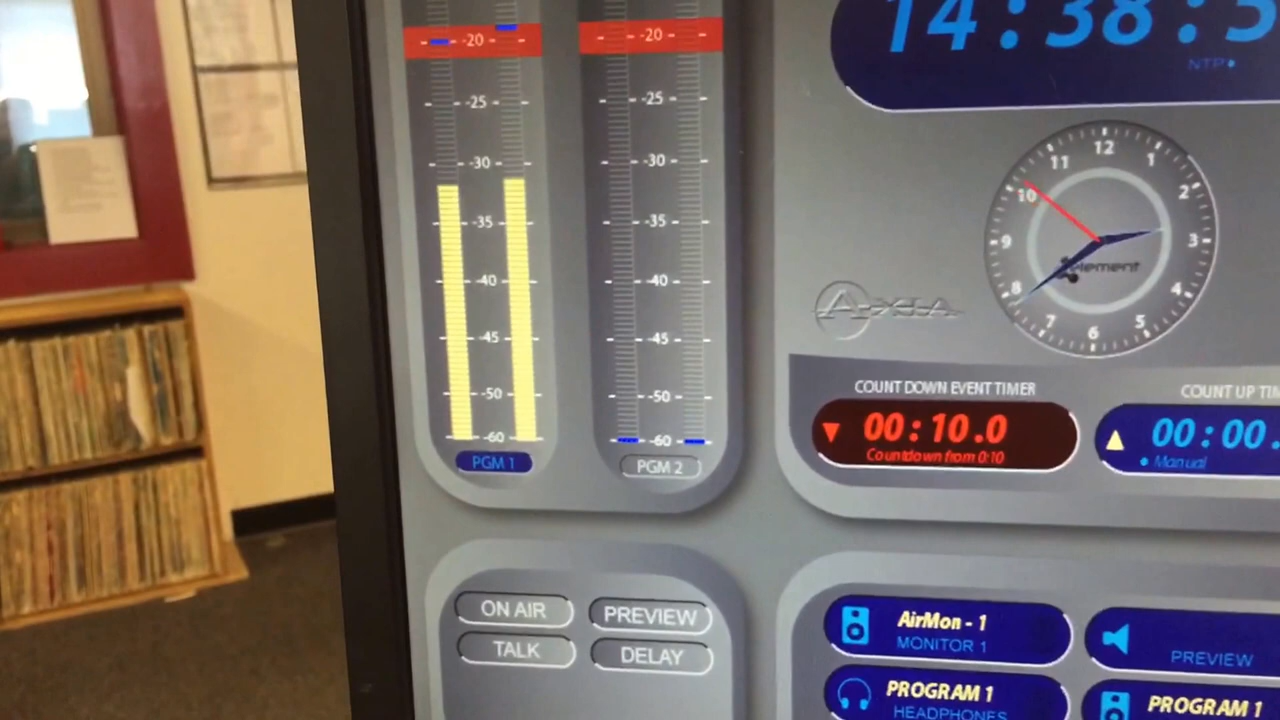 14:38:5
NTP
-20
-20
-25
-25
-30
-30
-35
-35
-40
-40
-45
-45
-50
-50
-60
-60
PGM 1
PGM 2
12
1
2
3
4
5
6
7
8
9
10
11
element
AXIA
COUNT DOWN EVENT TIMER
00:10.0
Countdown from 0:10
COUNT UP TIM
00:00.
Manual
ON AIR
PREVIEW
TALK
DELAY
AirMon - 1
MONITOR 1
PREVIEW
PROGRAM 1
HEADPHONES
PROGRAM 1